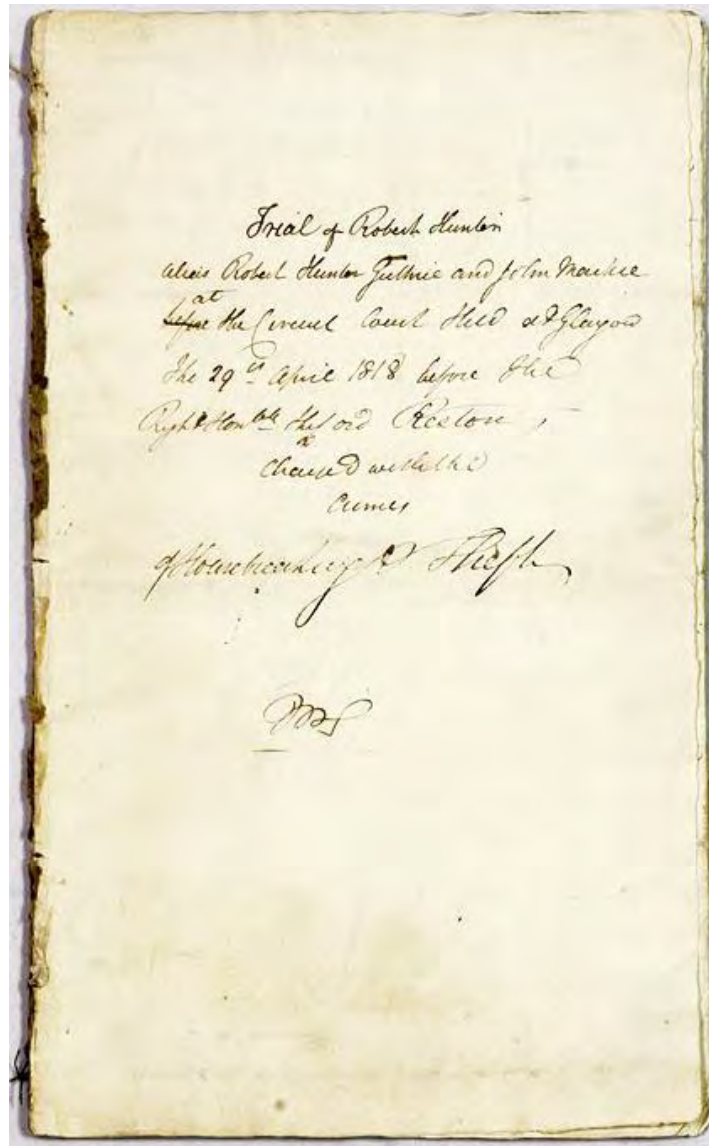 Trial of Robert Hunter
alias Robert Hunter Guthrie and John Mackie
at
before the Circuit Court Held at Glasgow
The 29th April 1818 before the
Right Honble the Lord Reston
charged with the
crimes
of Housebreaking & Theft